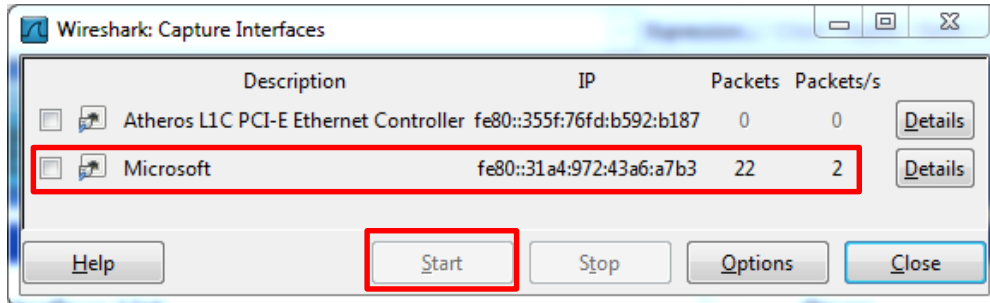 Wireshark: Capture Interfaces
Description IP Packets Packets/s
Atheros L1C PCI-E Ethernet Controller fe80::355f:76fd:b592:b187 0 0 Details
Microsoft fe80::31a4:972:43a6:a7b3 22 2 Details
Help Start Stop Options Close